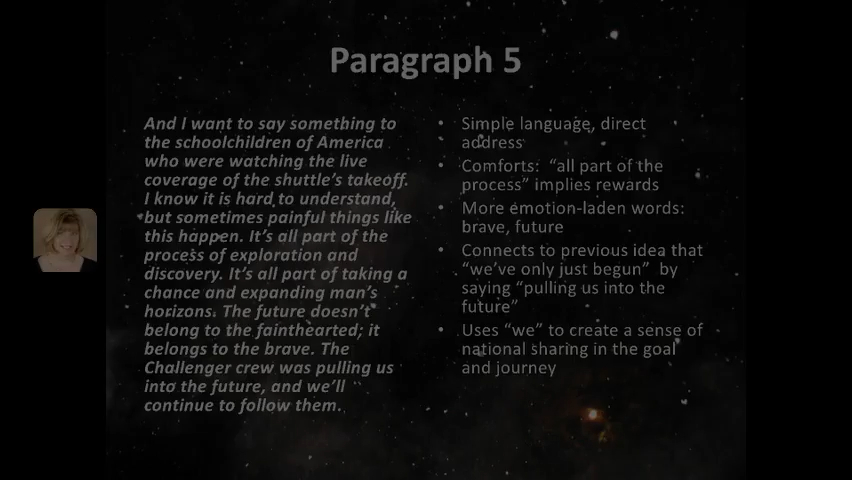 Paragraph 5
And I want to say something to
the schoolchildren of America
who were watching the live
coverage of the shuttle's takeoff.
I know it is hard to understand,
but sometimes painful things like
this happen. It's all part of the
process of exploration and
discovery. It's all part of taking a
chance and expanding man's
horizons. The future doesn't
belong to the fainthearted; it
belongs to the brave. The
Challenger crew was pulling us
into the future, and we'll
continue to follow them.
• Simple language, direct
address
• Comforts: "all part of the
process" implies rewards
• More emotion-laden words:
brave, future
• Connects to previous idea that
"we've only just begun" by
saying "pulling us into the
future"
• Uses "we" to create a sense of
national sharing in the goal
and journey